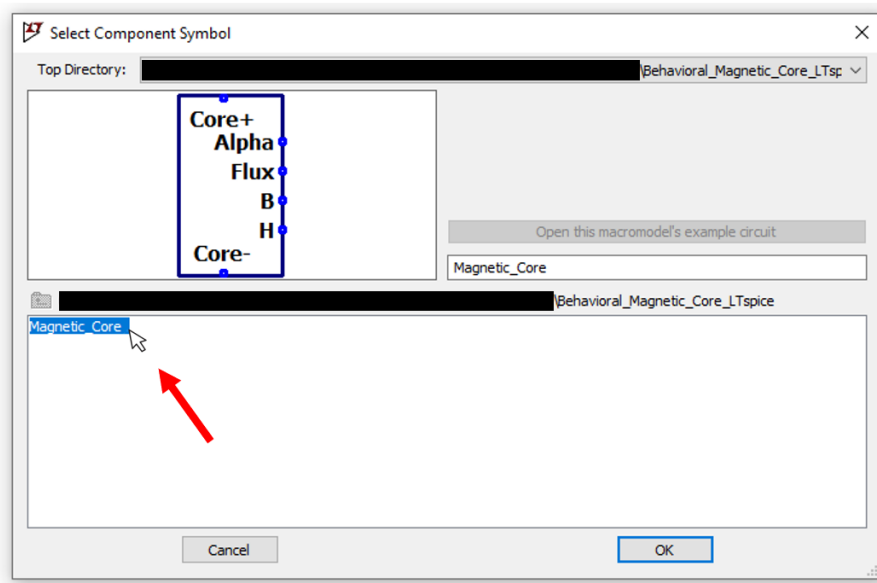 Select Component Symbol
Top Directory:
\Behavioral_Magnetic_Core_LTsp
Core+
Alpha
Flux
B
H
Core-
Open this macromodel's example circuit
Magnetic_Core
\Behavioral_Magnetic_Core_LTspice
Magnetic_Core
Cancel
OK